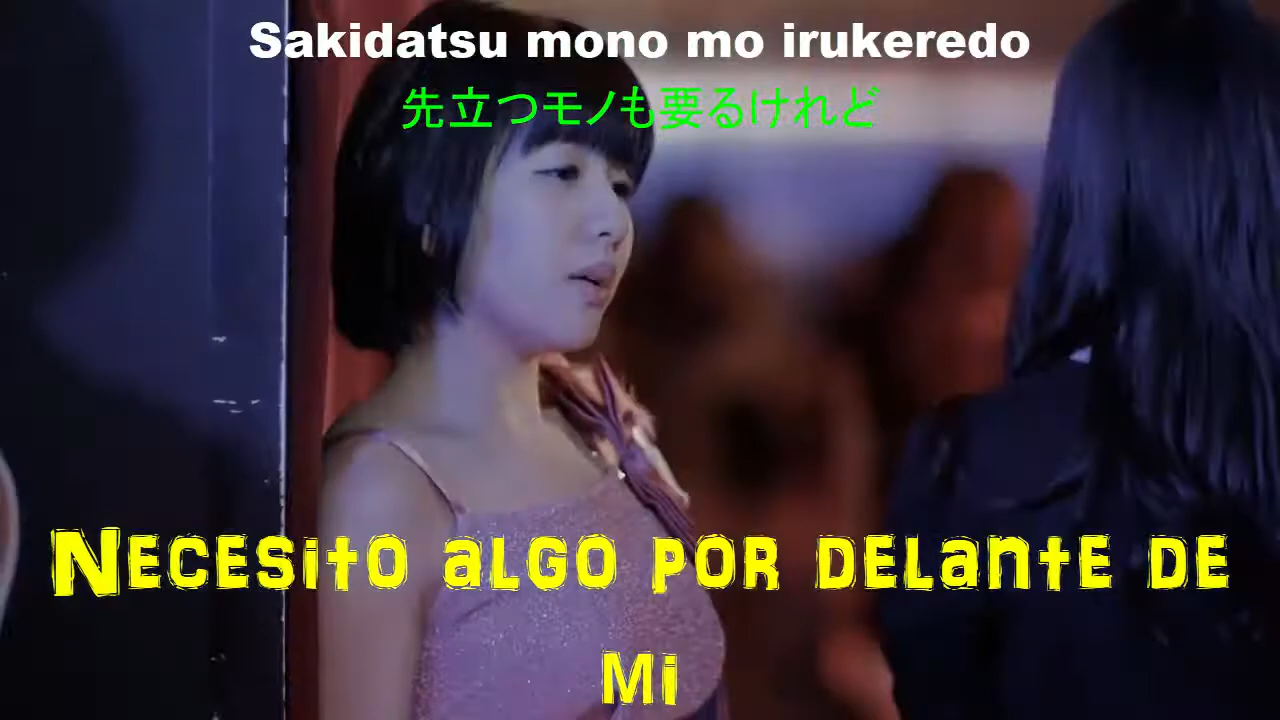 Sakidatsu mono mo irukeredo
先立つモノも要るけれど
Necesito algo por delante de
mi